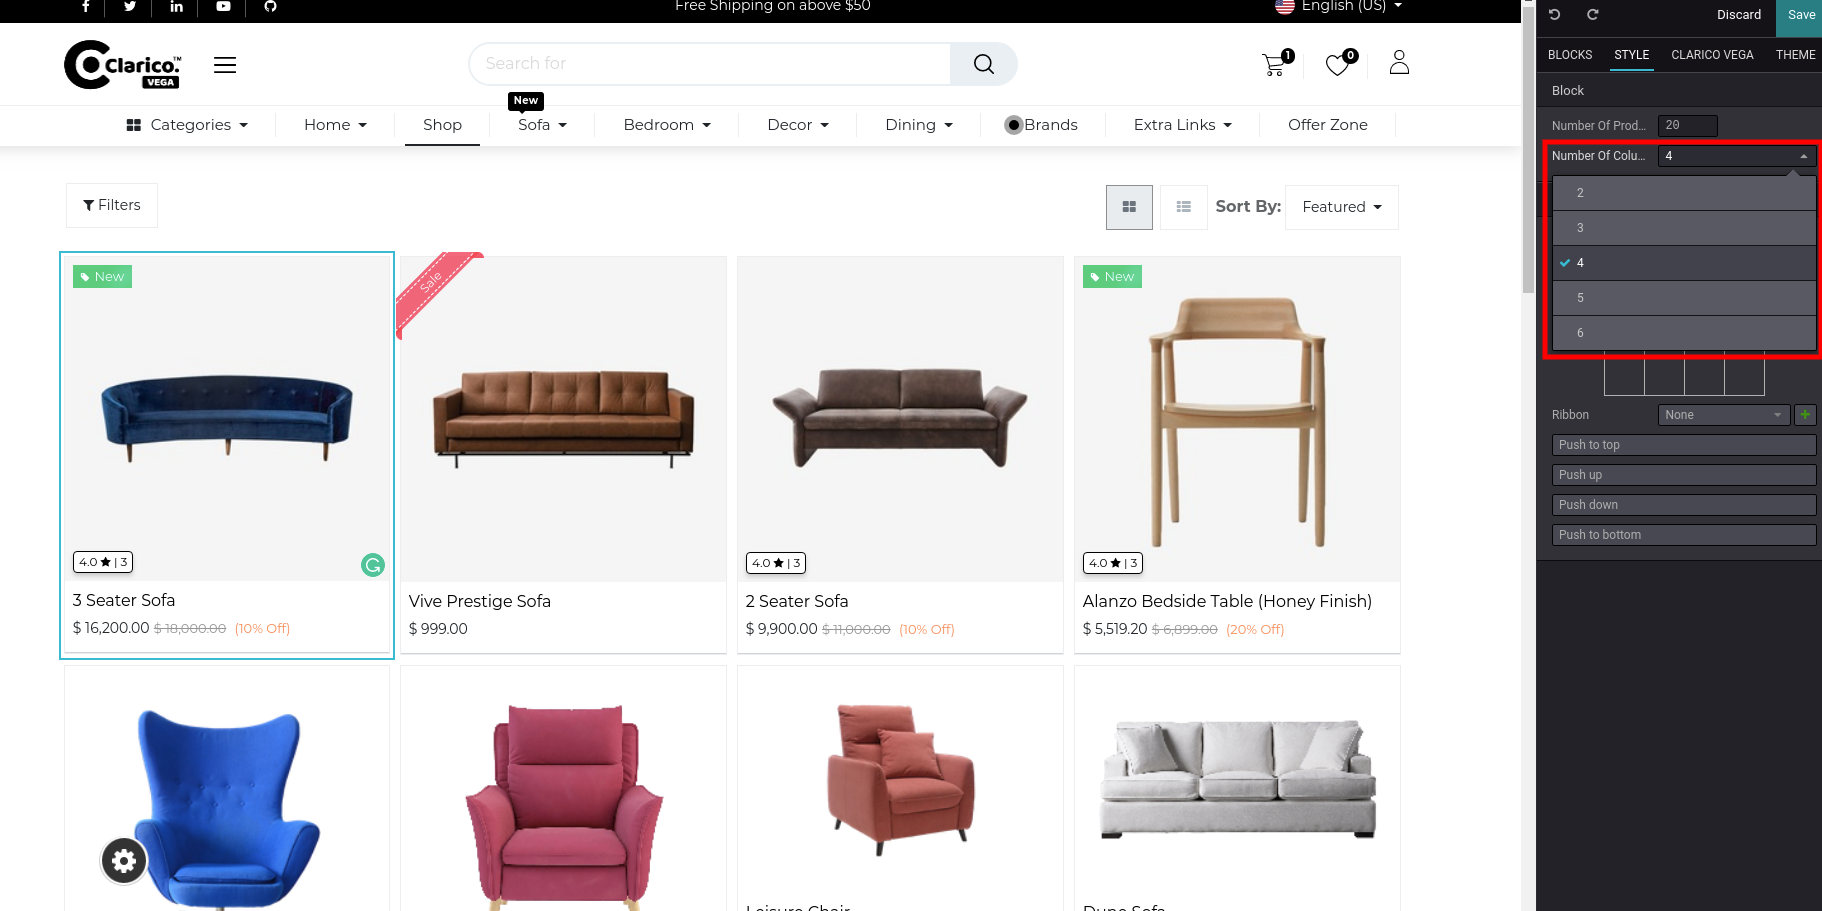 Free Shipping on above $50
English (US)
Discard
Save
Clarico.™
VEGA
Search for
1
0
BLOCKS
STYLE
CLARICO VEGA
THEME
Block
New
Categories
Home
Shop
Sofa
Bedroom
Decor
Dining
Brands
Extra Links
Offer Zone
Number Of Prod...
20
Number Of Colu...
4
2
3
4
5
6
Filters
Sort By:
Featured
New
Sale
New
4.0 ★ | 3
4.0 ★ | 3
4.0 ★ | 3
3 Seater Sofa
$ 16,200.00 $ 18,000.00 (10% Off)
Vive Prestige Sofa
$ 999.00
2 Seater Sofa
$ 9,900.00 $ 11,000.00 (10% Off)
Alanzo Bedside Table (Honey Finish)
$ 5,519.20 $ 6,899.00 (20% Off)
Ribbon
None
Push to top
Push up
Push down
Push to bottom